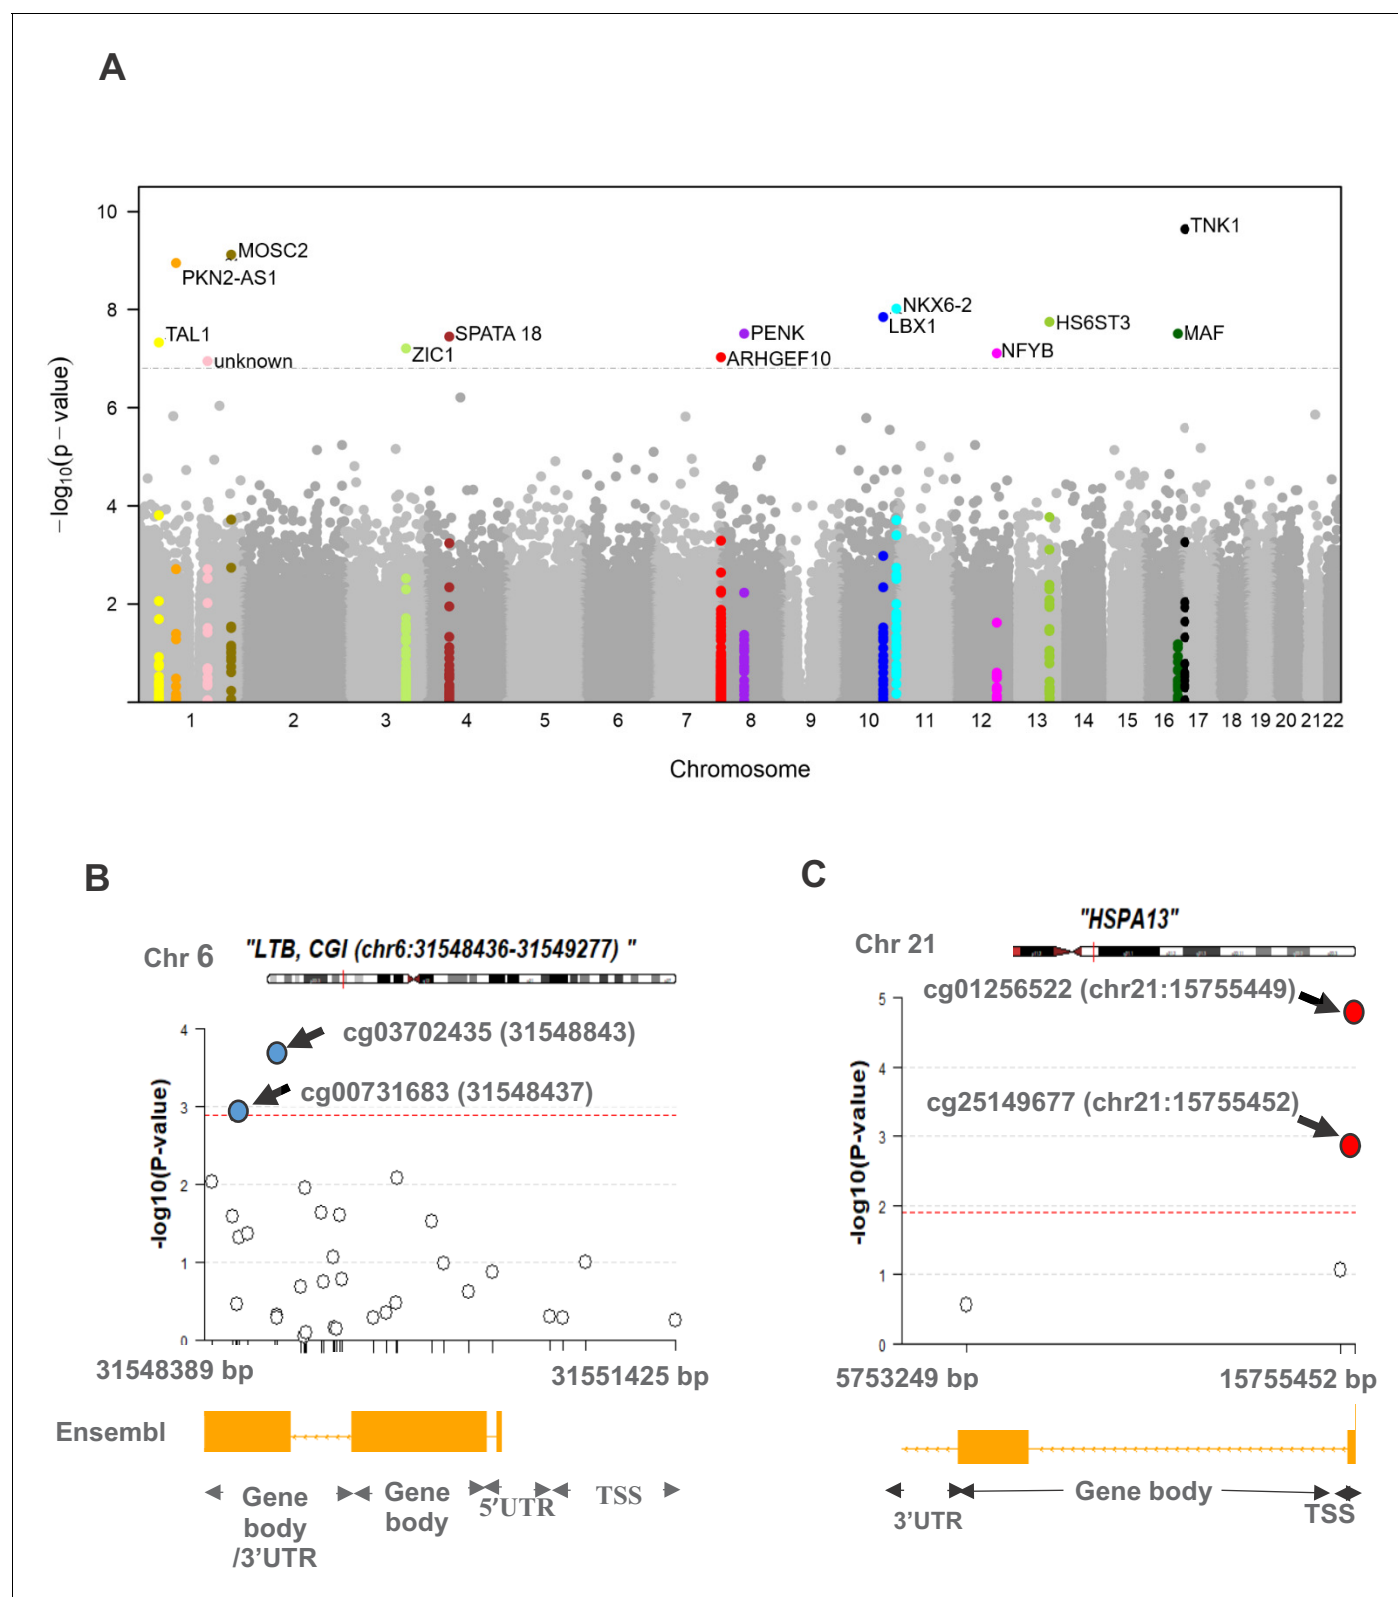 A
10
8
6
4
2
−log10(p−value)
TNK1
MOSC2
PKN2-AS1
NKX6-2
LBX1
HS6ST3
TAL1
SPATA 18
PENK
MAF
unknown
ZIC1
ARHGEF10
NFYB
1 2 3 4 5 6 7 8 9 10 11 12 13 14 15 16 17 18 19 20 21 22
Chromosome
B
Chr 6
"LTB, CGI (chr6:31548436-31549277) "
cg03702435 (31548843)
cg00731683 (31548437)
-log10(P-value)
4
3
2
1
0
31548389 bp
31551425 bp
Ensembl
Gene body /3’UTR
Gene body
5’UTR
TSS
C
Chr 21
"HSPA13"
cg01256522 (chr21:15755449)
cg25149677 (chr21:15755452)
-log10(P-value)
5
4
3
2
1
0
5753249 bp
15755452 bp
3’UTR
Gene body
TSS